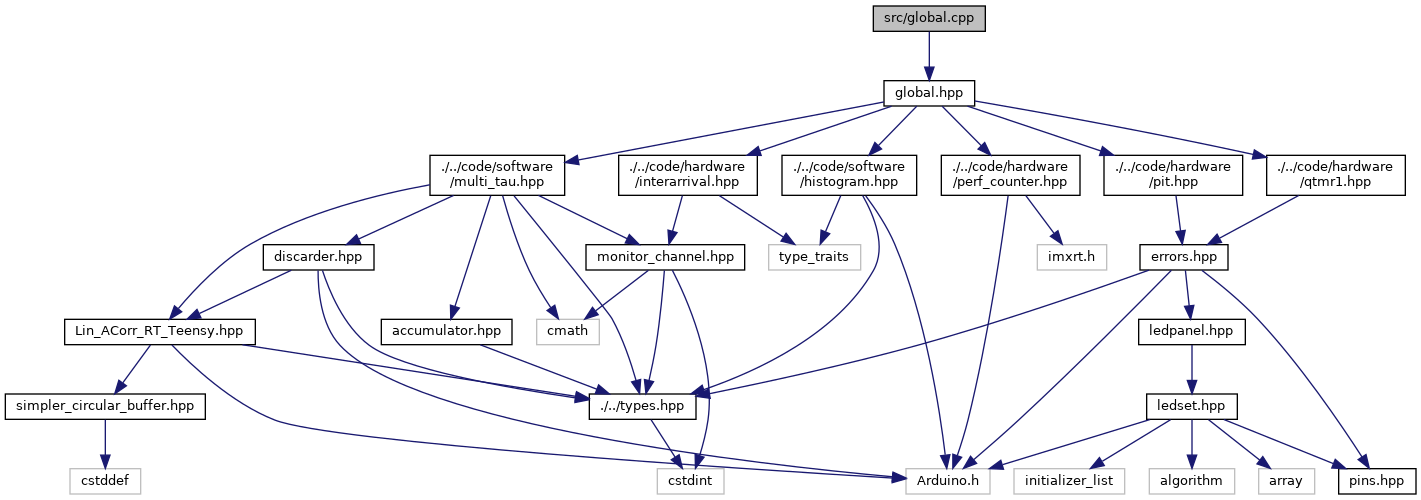 src/global.cpp
global.hpp
./../code/software
/multi_tau.hpp
./../code/hardware
/interarrival.hpp
./../code/software
/histogram.hpp
./../code/hardware
/perf_counter.hpp
./../code/hardware
/pit.hpp
./../code/hardware
/qtmr1.hpp
discarder.hpp
monitor_channel.hpp
type_traits
imxrt.h
errors.hpp
Lin_ACorr_RT_Teensy.hpp
accumulator.hpp
cmath
ledpanel.hpp
simpler_circular_buffer.hpp
./../types.hpp
ledset.hpp
cstddef
cstdint
Arduino.h
initializer_list
algorithm
array
pins.hpp